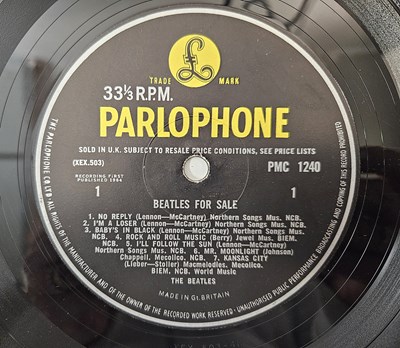 TRADE MARK
33⅓ R.P.M.
PARLOPHONE
SOLD IN U.K. SUBJECT TO RESALE PRICE CONDITIONS, SEE PRICE LISTS
(XEX.503)
PMC 1240
RECORDING FIRST
PUBLISHED 1964
1
1
BEATLES FOR SALE
1. NO REPLY (Lennon—McCartney) Northern Songs Mus. NCB.
2. I'M A LOSER (Lennon—McCartney) Northern Songs Mus. NCB.
3. BABY'S IN BLACK (Lennon—McCartney) Northern Songs Mus.
NCB. 4. ROCK AND ROLL MUSIC (Berry) Jewel Mus. BIEM,
NCB. 5. I'LL FOLLOW THE SUN (Lennon—McCartney)
Northern Songs Mus. 6. MR. MOONLIGHT (Johnson)
Chappell, Mecolico. NCB. 7. KANSAS CITY
(Lieber—Stoller) Macmelodies. Mecolico.
BIEM. NCB. World Music
THE BEATLES
MADE IN GT. BRITAIN
THE PARLOPHONE CO. LTD. ALL RIGHTS OF THE MANUFACTURER AND OF THE OWNER OF THE RECORDED WORK RESERVED. UNAUTHORISED PUBLIC PERFORMANCE, BROADCASTING AND COPYING OF THIS RECORD PROHIBITED